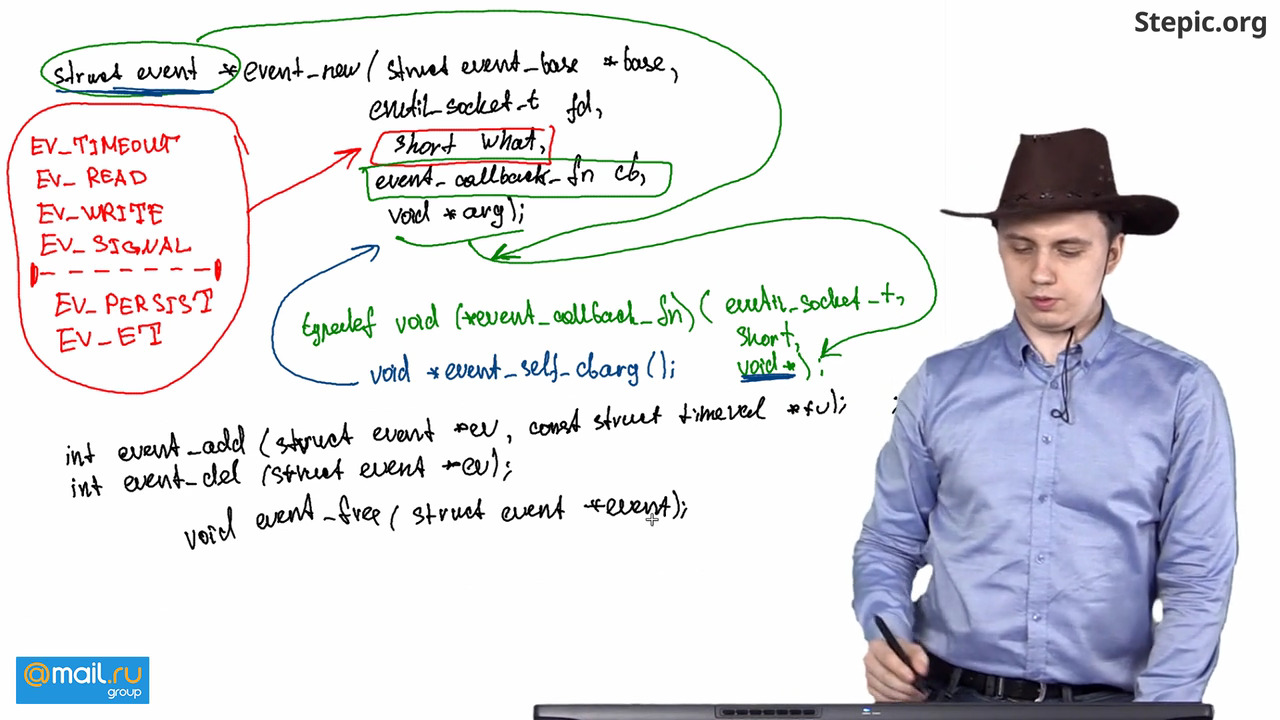 Stepic.org
struct event *event_new(struct event_base *base,
evutil_socket_t fd,
short what,
event_callback_fn cb,
void *arg);
EV_TIMEOUT
EV_READ
EV_WRITE
EV_SIGNAL
EV_PERSIST
EV_ET
typedef void (*event_callback_fn)(evutil_socket_t,
short,
void *);
void *event_self_cbarg();
int event_add (struct event *ev, const struct timeval *tv); ;
int event_del (struct event *ev);
void event_free(struct event *event);
@mail.ru
group